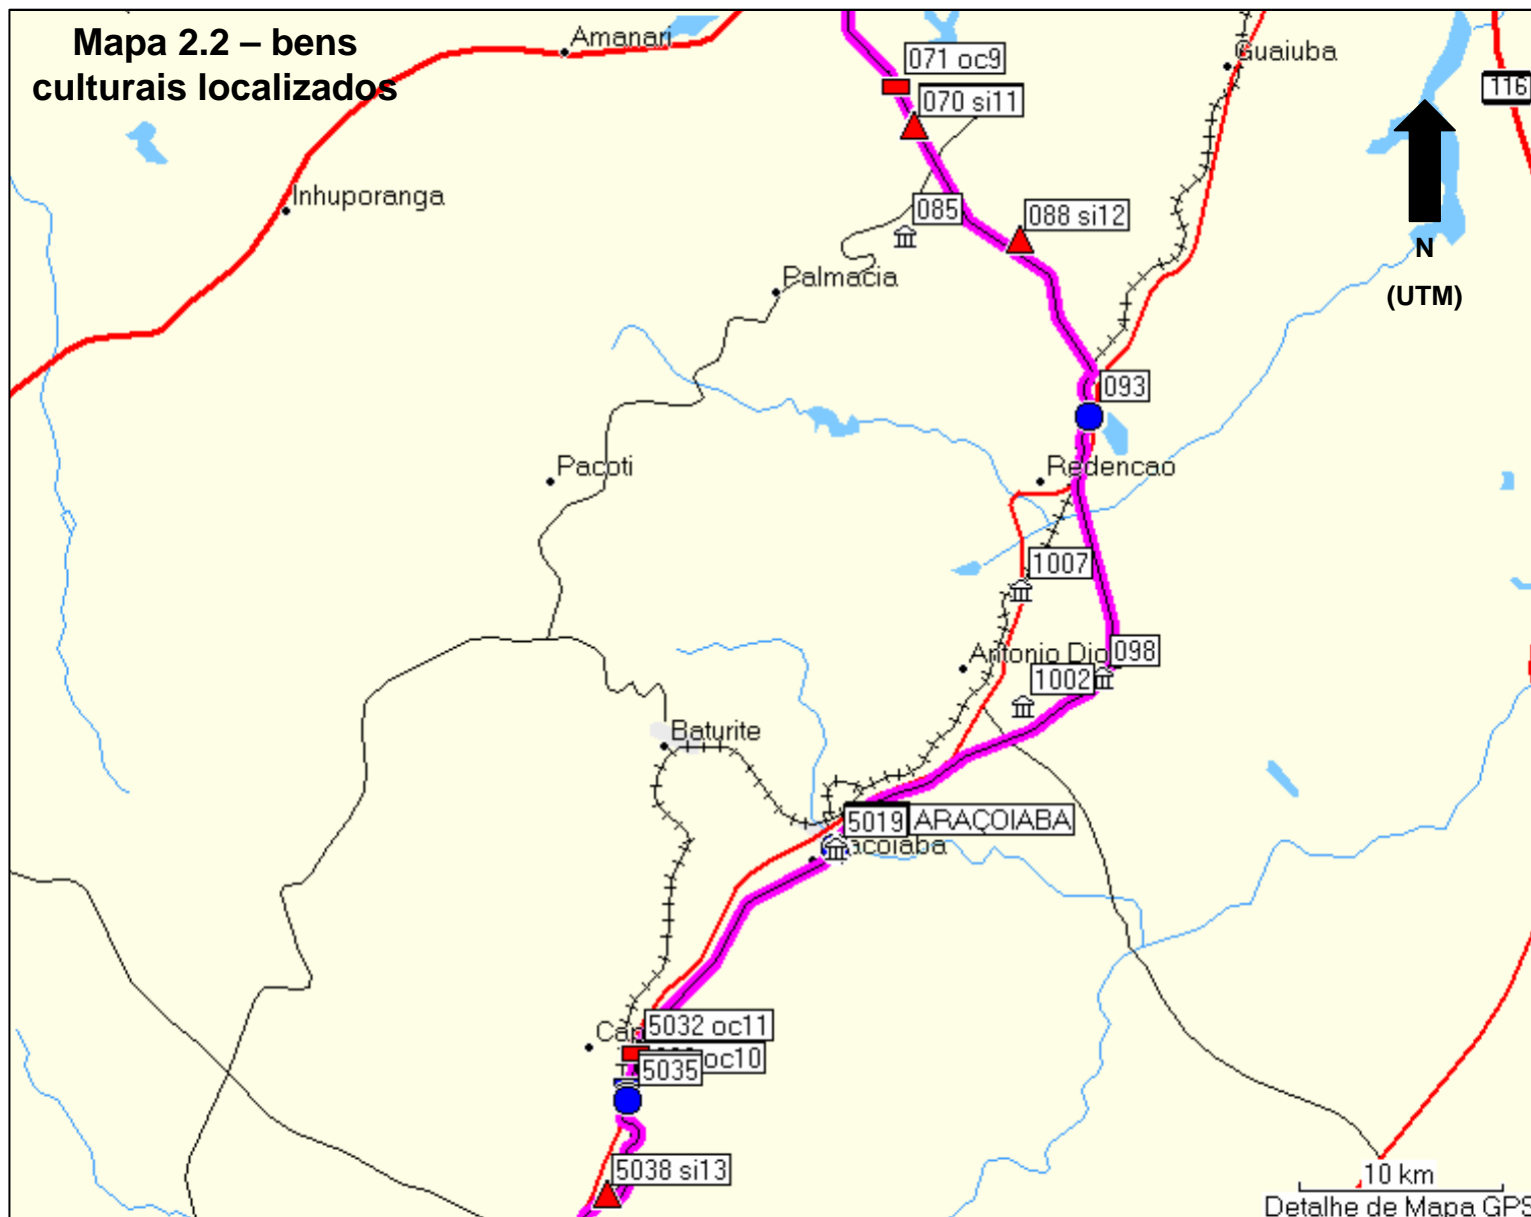 Mapa 2.2 – bens
culturais localizados
Amanari
071 oc9
Guaiuba
116
070 si11
Inhuporanga
085
088 si12
N
(UTM)
Palmacia
093
Pacoti
Redencao
1007
098
Antonio Dio
1002
Baturite
5019
ARAÇOIABA
acoiaba
5032 oc11
Cap
oc10
5035
5038 si13
10 km
Detalhe de Mapa GPS